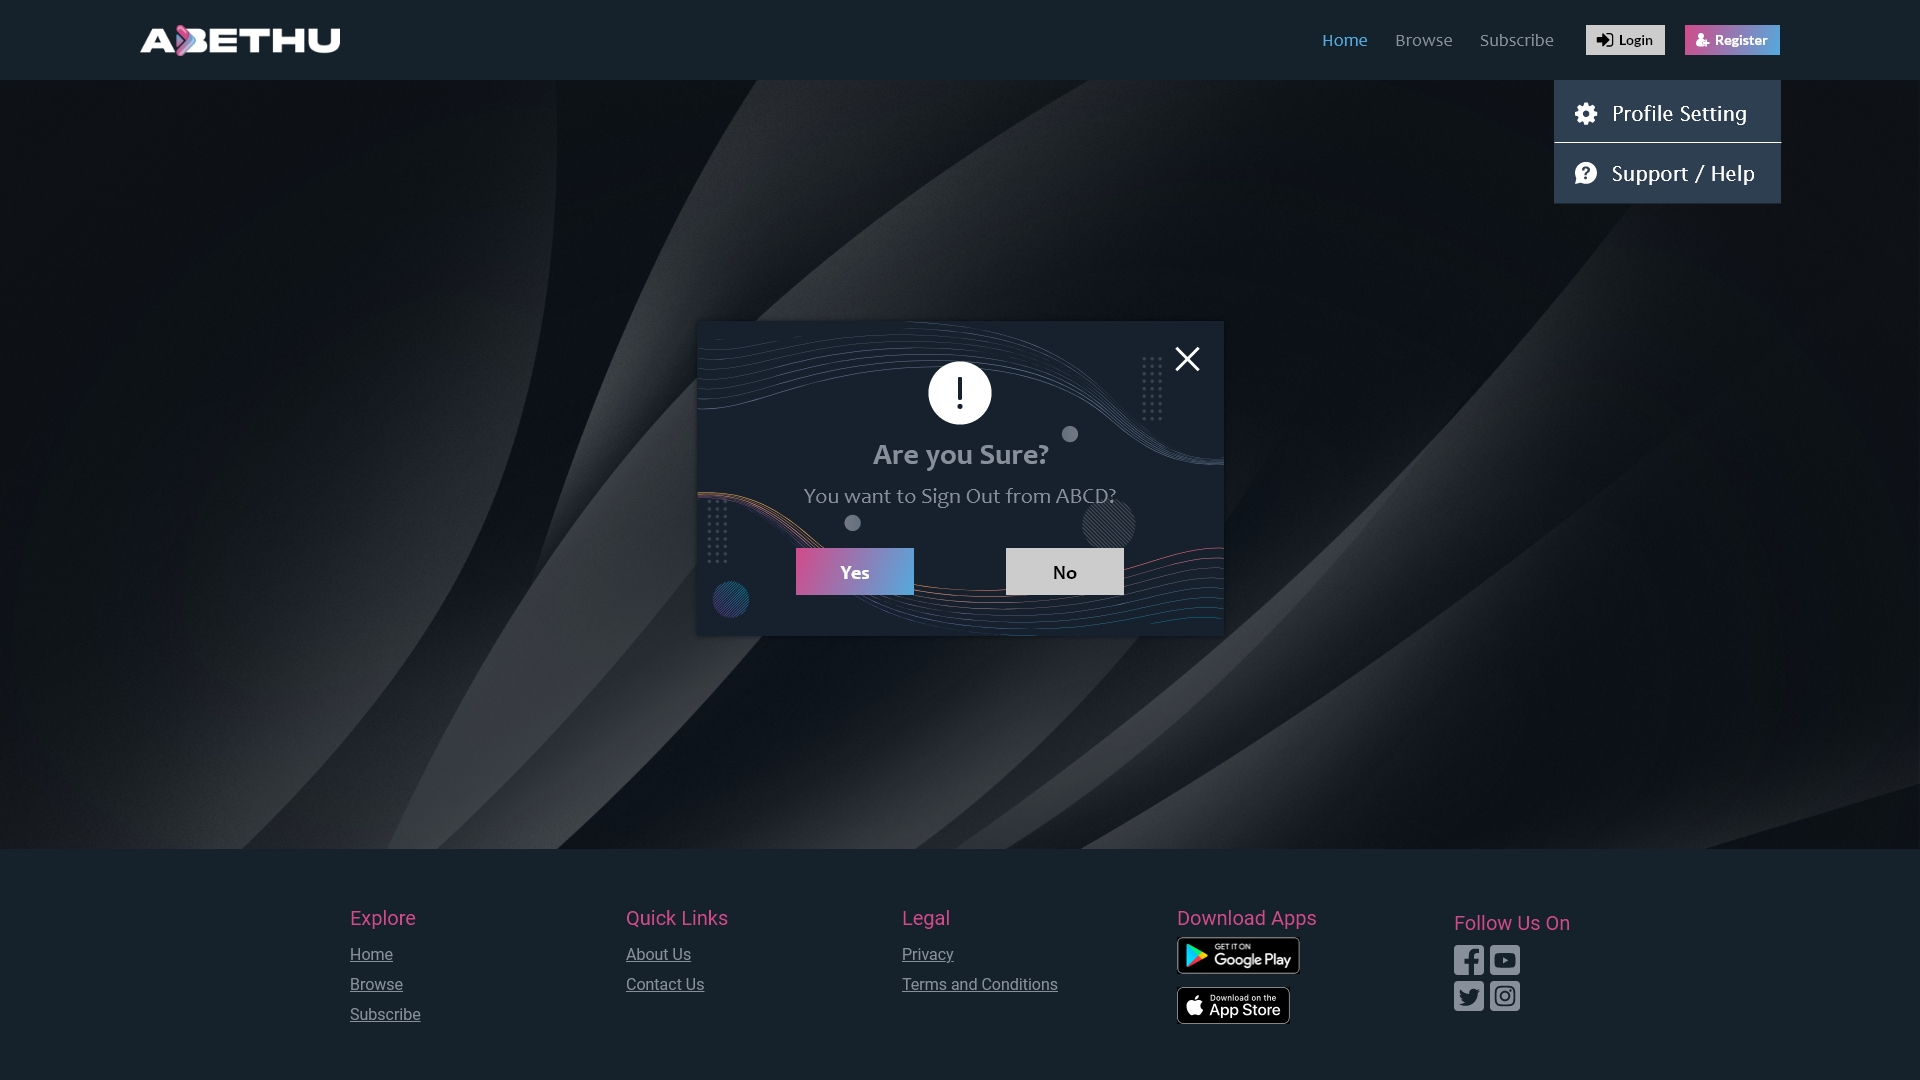 ABETHU
Home
Browse
Subscribe
Login
Register
Profile Setting
Support / Help
Are you Sure?
You want to Sign Out from ABCD?
Yes
No
Explore
Home
Browse
Subscribe
Quick Links
About Us
Contact Us
Legal
Privacy
Terms and Conditions
Download Apps
GET IT ON
Google Play
Download on the
App Store
Follow Us On